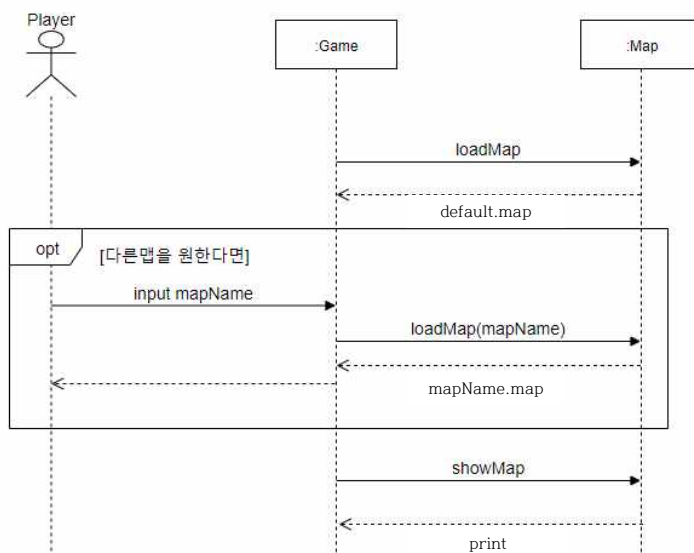 Player
:Game
:Map
loadMap
default.map
opt
[다른맵을 원한다면]
input mapName
loadMap(mapName)
mapName.map
showMap
print